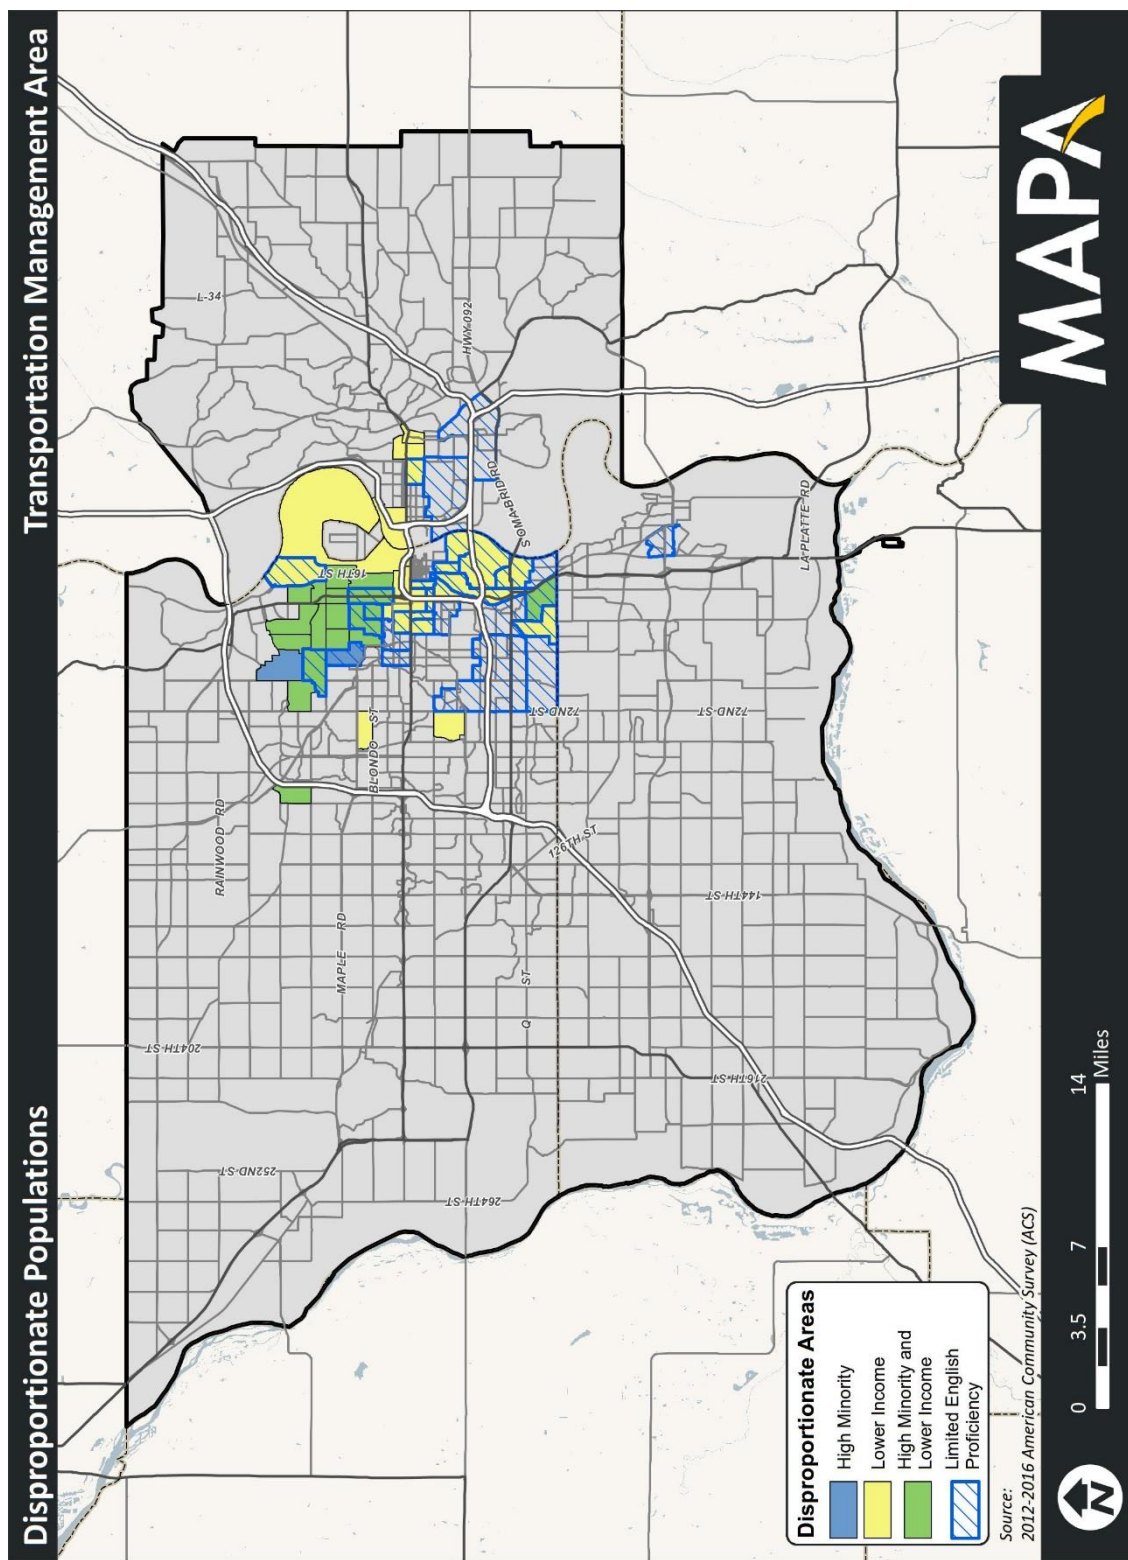 Disproportionate Populations
Transportation Management Area
L-34
HWY 092
RAINWOOD RD
16TH ST
BLONDO ST
MAPLE RD
204TH ST
252ND ST
264TH ST
Q ST
126TH ST
72ND ST
72ND ST
144TH ST
216TH ST
LA PLATTE RD
Disproportionate Areas
High Minority
Lower Income
High Minority and
Lower Income
Limited English
Proficiency
Source:
2012-2016 American Community Survey (ACS)
N
0 3.5 7 14
Miles
MAPA